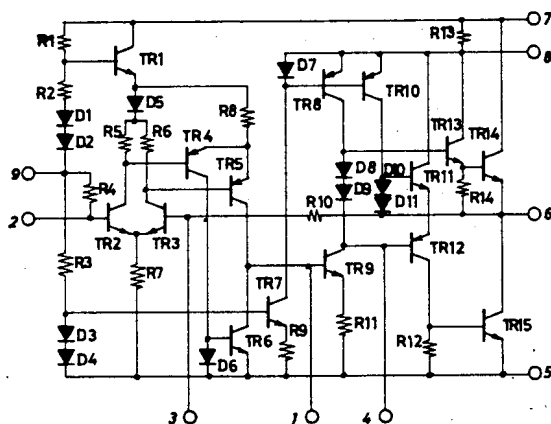 7
R1
TR1
R13
8
D7
R2
D5
R8
TR8
TR10
D1
R5
R6
TR4
TR13
TR14
D2
TR5
D8
D10
9
R4
D9
TR11
D11
R14
R10
2
6
TR2
TR3
TR12
R3
R7
TR7
TR9
D3
R9
R11
TR15
D4
TR6
R12
D6
5
3
1
4